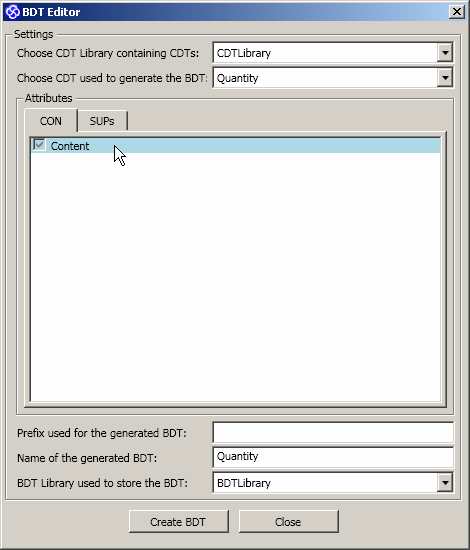 BDT Editor
Settings
Choose CDT Library containing CDTs: CDTLibrary
Choose CDT used to generate the BDT: Quantity
Attributes
CON SUPs
Content
Prefix used for the generated BDT:
Name of the generated BDT: Quantity
BDT Library used to store the BDT: BDTLibrary
Create BDT Close